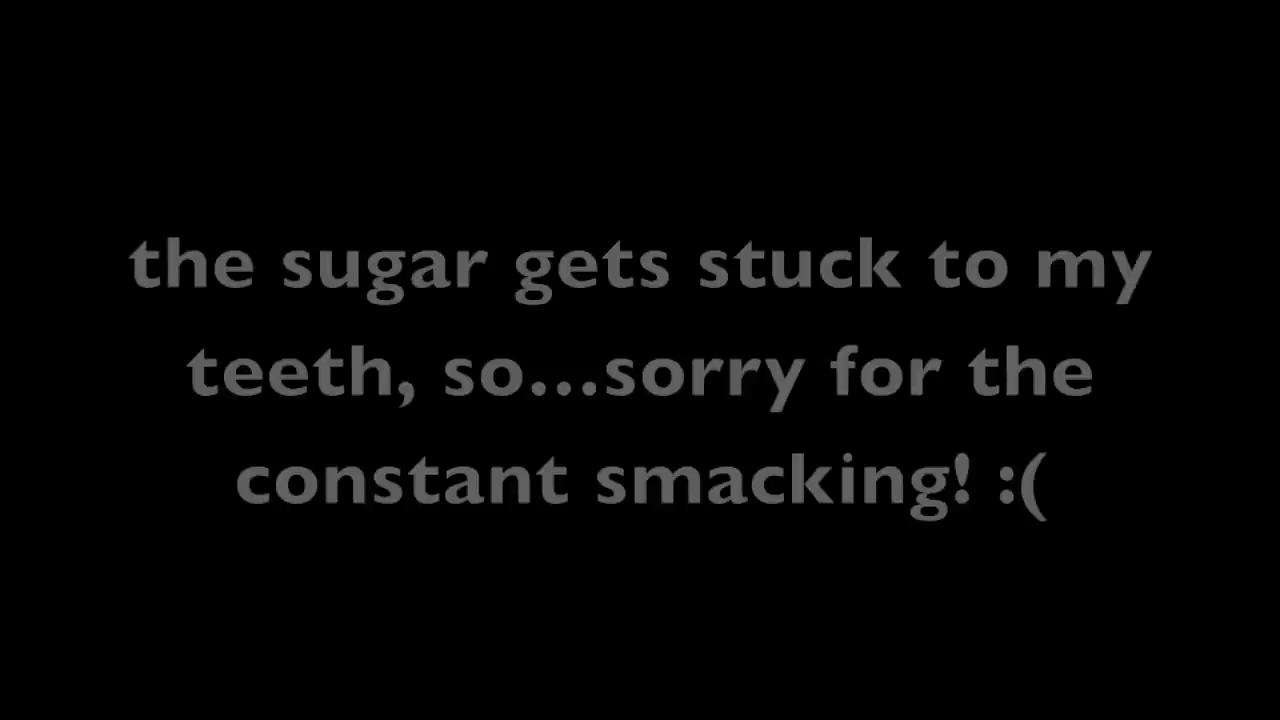 the sugar gets stuck to my
teeth, so...sorry for the
constant smacking! :(